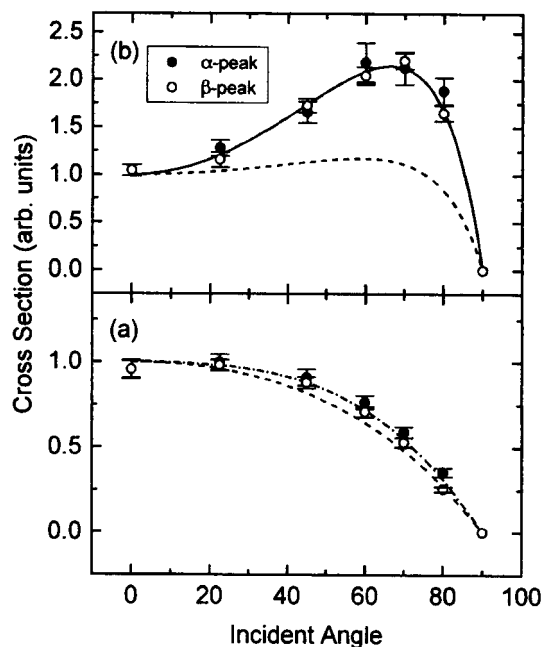 (b)
α-peak
β-peak
2.5
2.0
1.5
1.0
0.5
0.0
Cross Section (arb. units)
(a)
1.0
0.5
0.0
0 20 40 60 80 100
Incident Angle